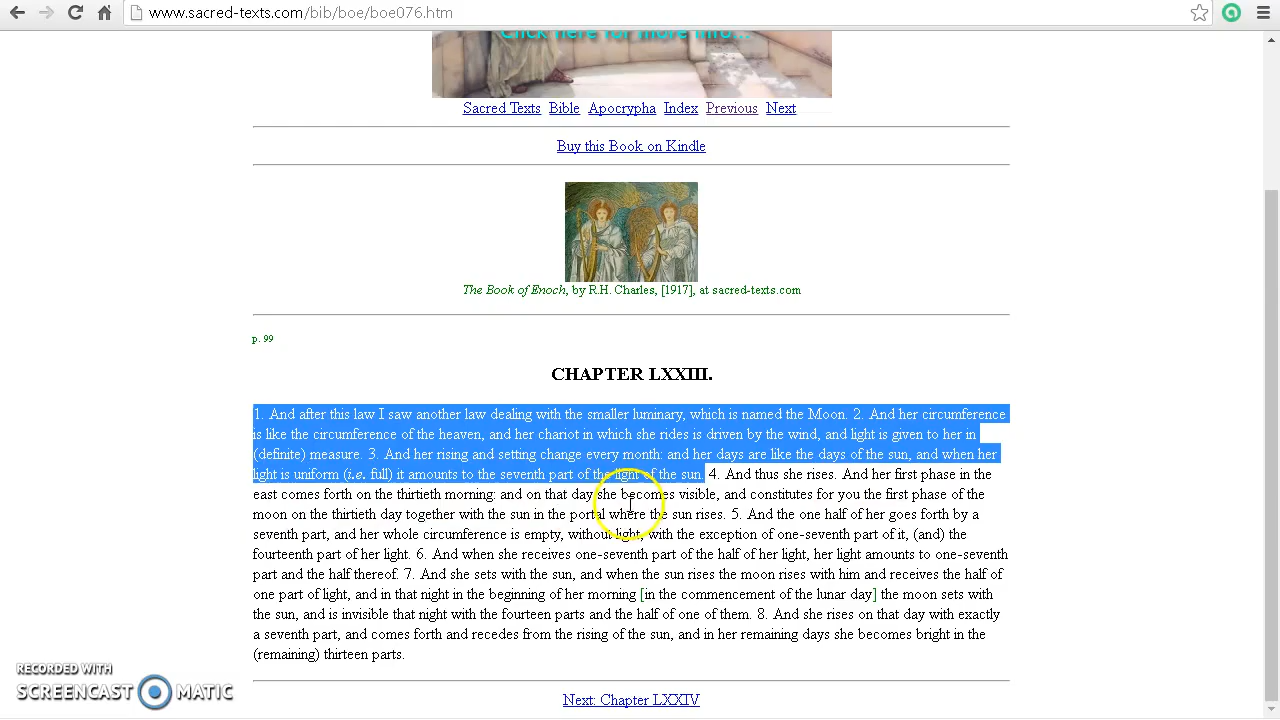 www.sacred-texts.com/bib/boe/boe076.htm
Click here for more info...
Sacred Texts Bible Apocrypha Index Previous Next
Buy this Book on Kindle
The Book of Enoch, by R.H. Charles, [1917], at sacred-texts.com
p. 99
CHAPTER LXXIII.
1. And after this law I saw another law dealing with the smaller luminary, which is named the Moon. 2. And her circumference
is like the circumference of the heaven, and her chariot in which she rides is driven by the wind, and light is given to her in
(definite) measure. 3. And her rising and setting change every month: and her days are like the days of the sun, and when her
light is uniform (i.e. full) it amounts to the seventh part of the light of the sun. 4. And thus she rises. And her first phase in the
east comes forth on the thirtieth morning: and on that day she becomes visible, and constitutes for you the first phase of the
moon on the thirtieth day together with the sun in the portal where the sun rises. 5. And the one half of her goes forth by a
seventh part, and her whole circumference is empty, without light, with the exception of one-seventh part of it, (and) the
fourteenth part of her light. 6. And when she receives one-seventh part of the half of her light, her light amounts to one-seventh
part and the half thereof. 7. And she sets with the sun, and when the sun rises the moon rises with him and receives the half of
one part of light, and in that night in the beginning of her morning [in the commencement of the lunar day] the moon sets with
the sun, and is invisible that night with the fourteen parts and the half of one of them. 8. And she rises on that day with exactly
a seventh part, and comes forth and recedes from the rising of the sun, and in her remaining days she becomes bright in the
(remaining) thirteen parts.
Next: Chapter LXXIV
RECORDED WITH
SCREENCAST MATIC